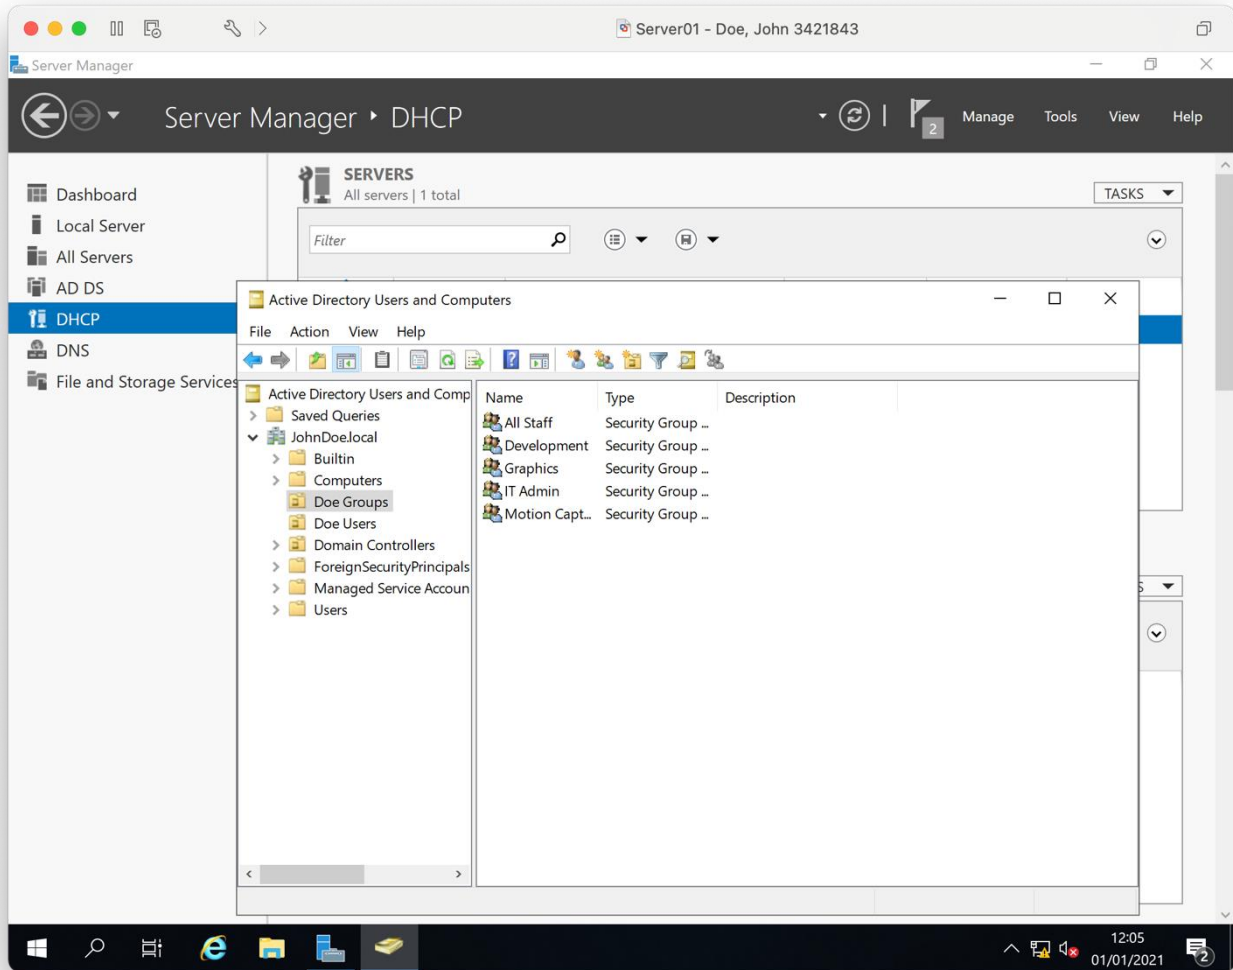 Server01 - Doe, John 3421843
Server Manager
Server Manager • DHCP
2
Manage Tools View Help
Dashboard
Local Server
All Servers
AD DS
DHCP
DNS
File and Storage Services
SERVERS
All servers | 1 total
TASKS
Filter
Active Directory Users and Computers
File Action View Help
Active Directory Users and Comp
Saved Queries
JohnDoe.local
Builtin
Computers
Doe Groups
Doe Users
Domain Controllers
ForeignSecurityPrincipals
Managed Service Accoun
Users
Name Type Description
All Staff Security Group ...
Development Security Group ...
Graphics Security Group ...
IT Admin Security Group ...
Motion Capt... Security Group ...
12:05
01/01/2021
2